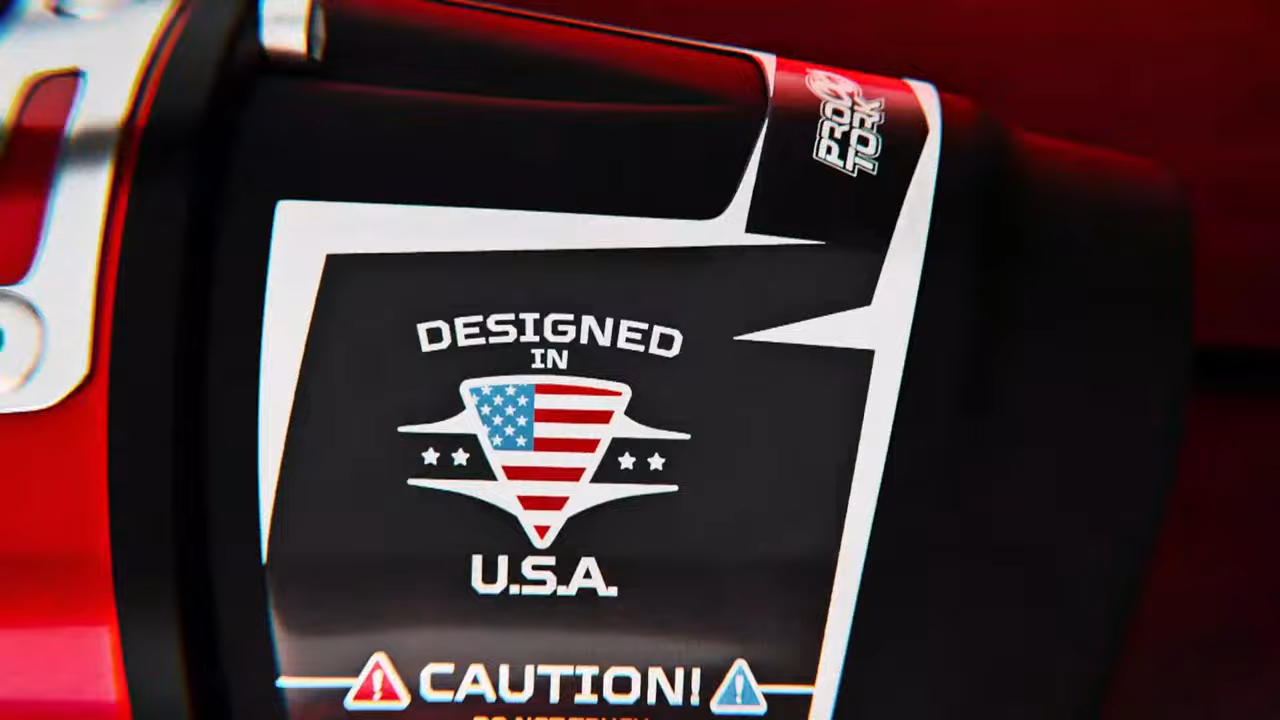 PRO
TORK
DESIGNED
IN
U.S.A.
CAUTION!